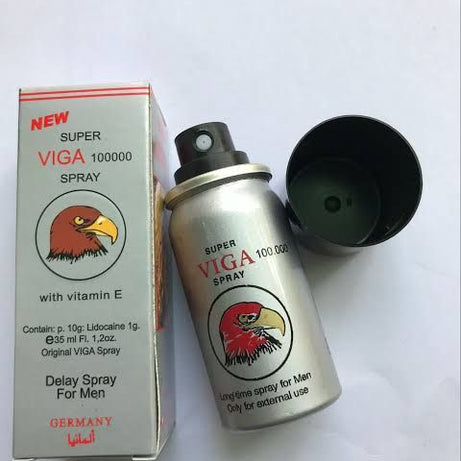 NEW
SUPER
VIGA 100000
SPRAY
with vitamin E
Contain: p. 10g: Lidocaine 1g.
℮35 ml Fl. 1,2oz.
Original VIGA Spray
Delay Spray
For Men
GERMANY
ألمانيا
SUPER
VIGA 100.000
SPRAY
Long time spray for Men
Only for external use